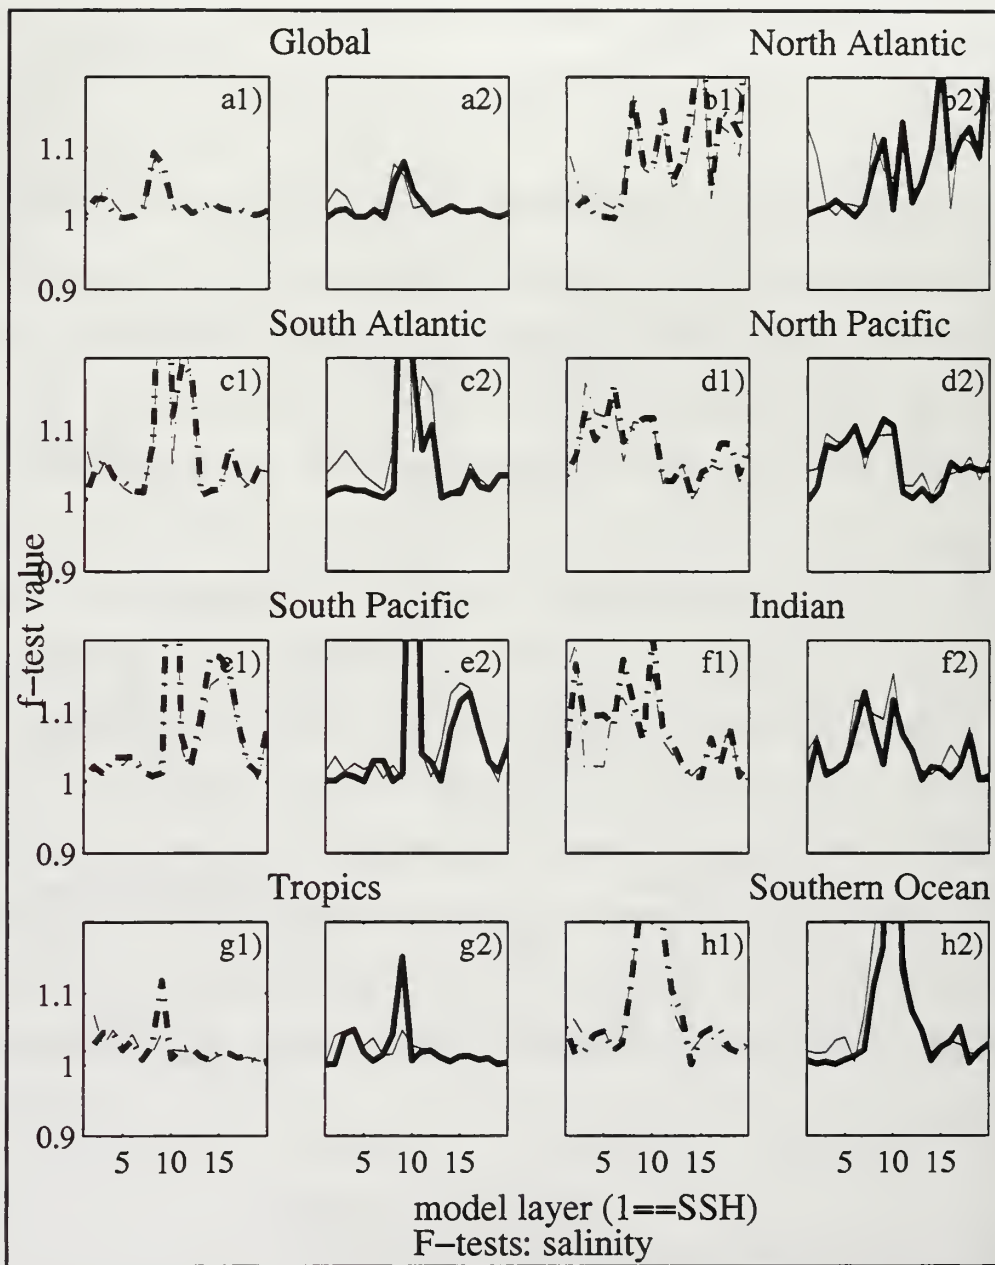 Global
North Atlantic
a1)
a2)
b1)
b2)
1.1
1
0.9
South Atlantic
North Pacific
c1)
c2)
d1)
d2)
1.1
1
0.9
f-test value
South Pacific
Indian
e1)
e2)
f1)
f2)
1.1
1
0.9
Tropics
Southern Ocean
g1)
g2)
h1)
h2)
1.1
1
0.9
5 10 15
5 10 15
5 10 15
5 10 15
model layer (1==SSH)
F-tests: salinity